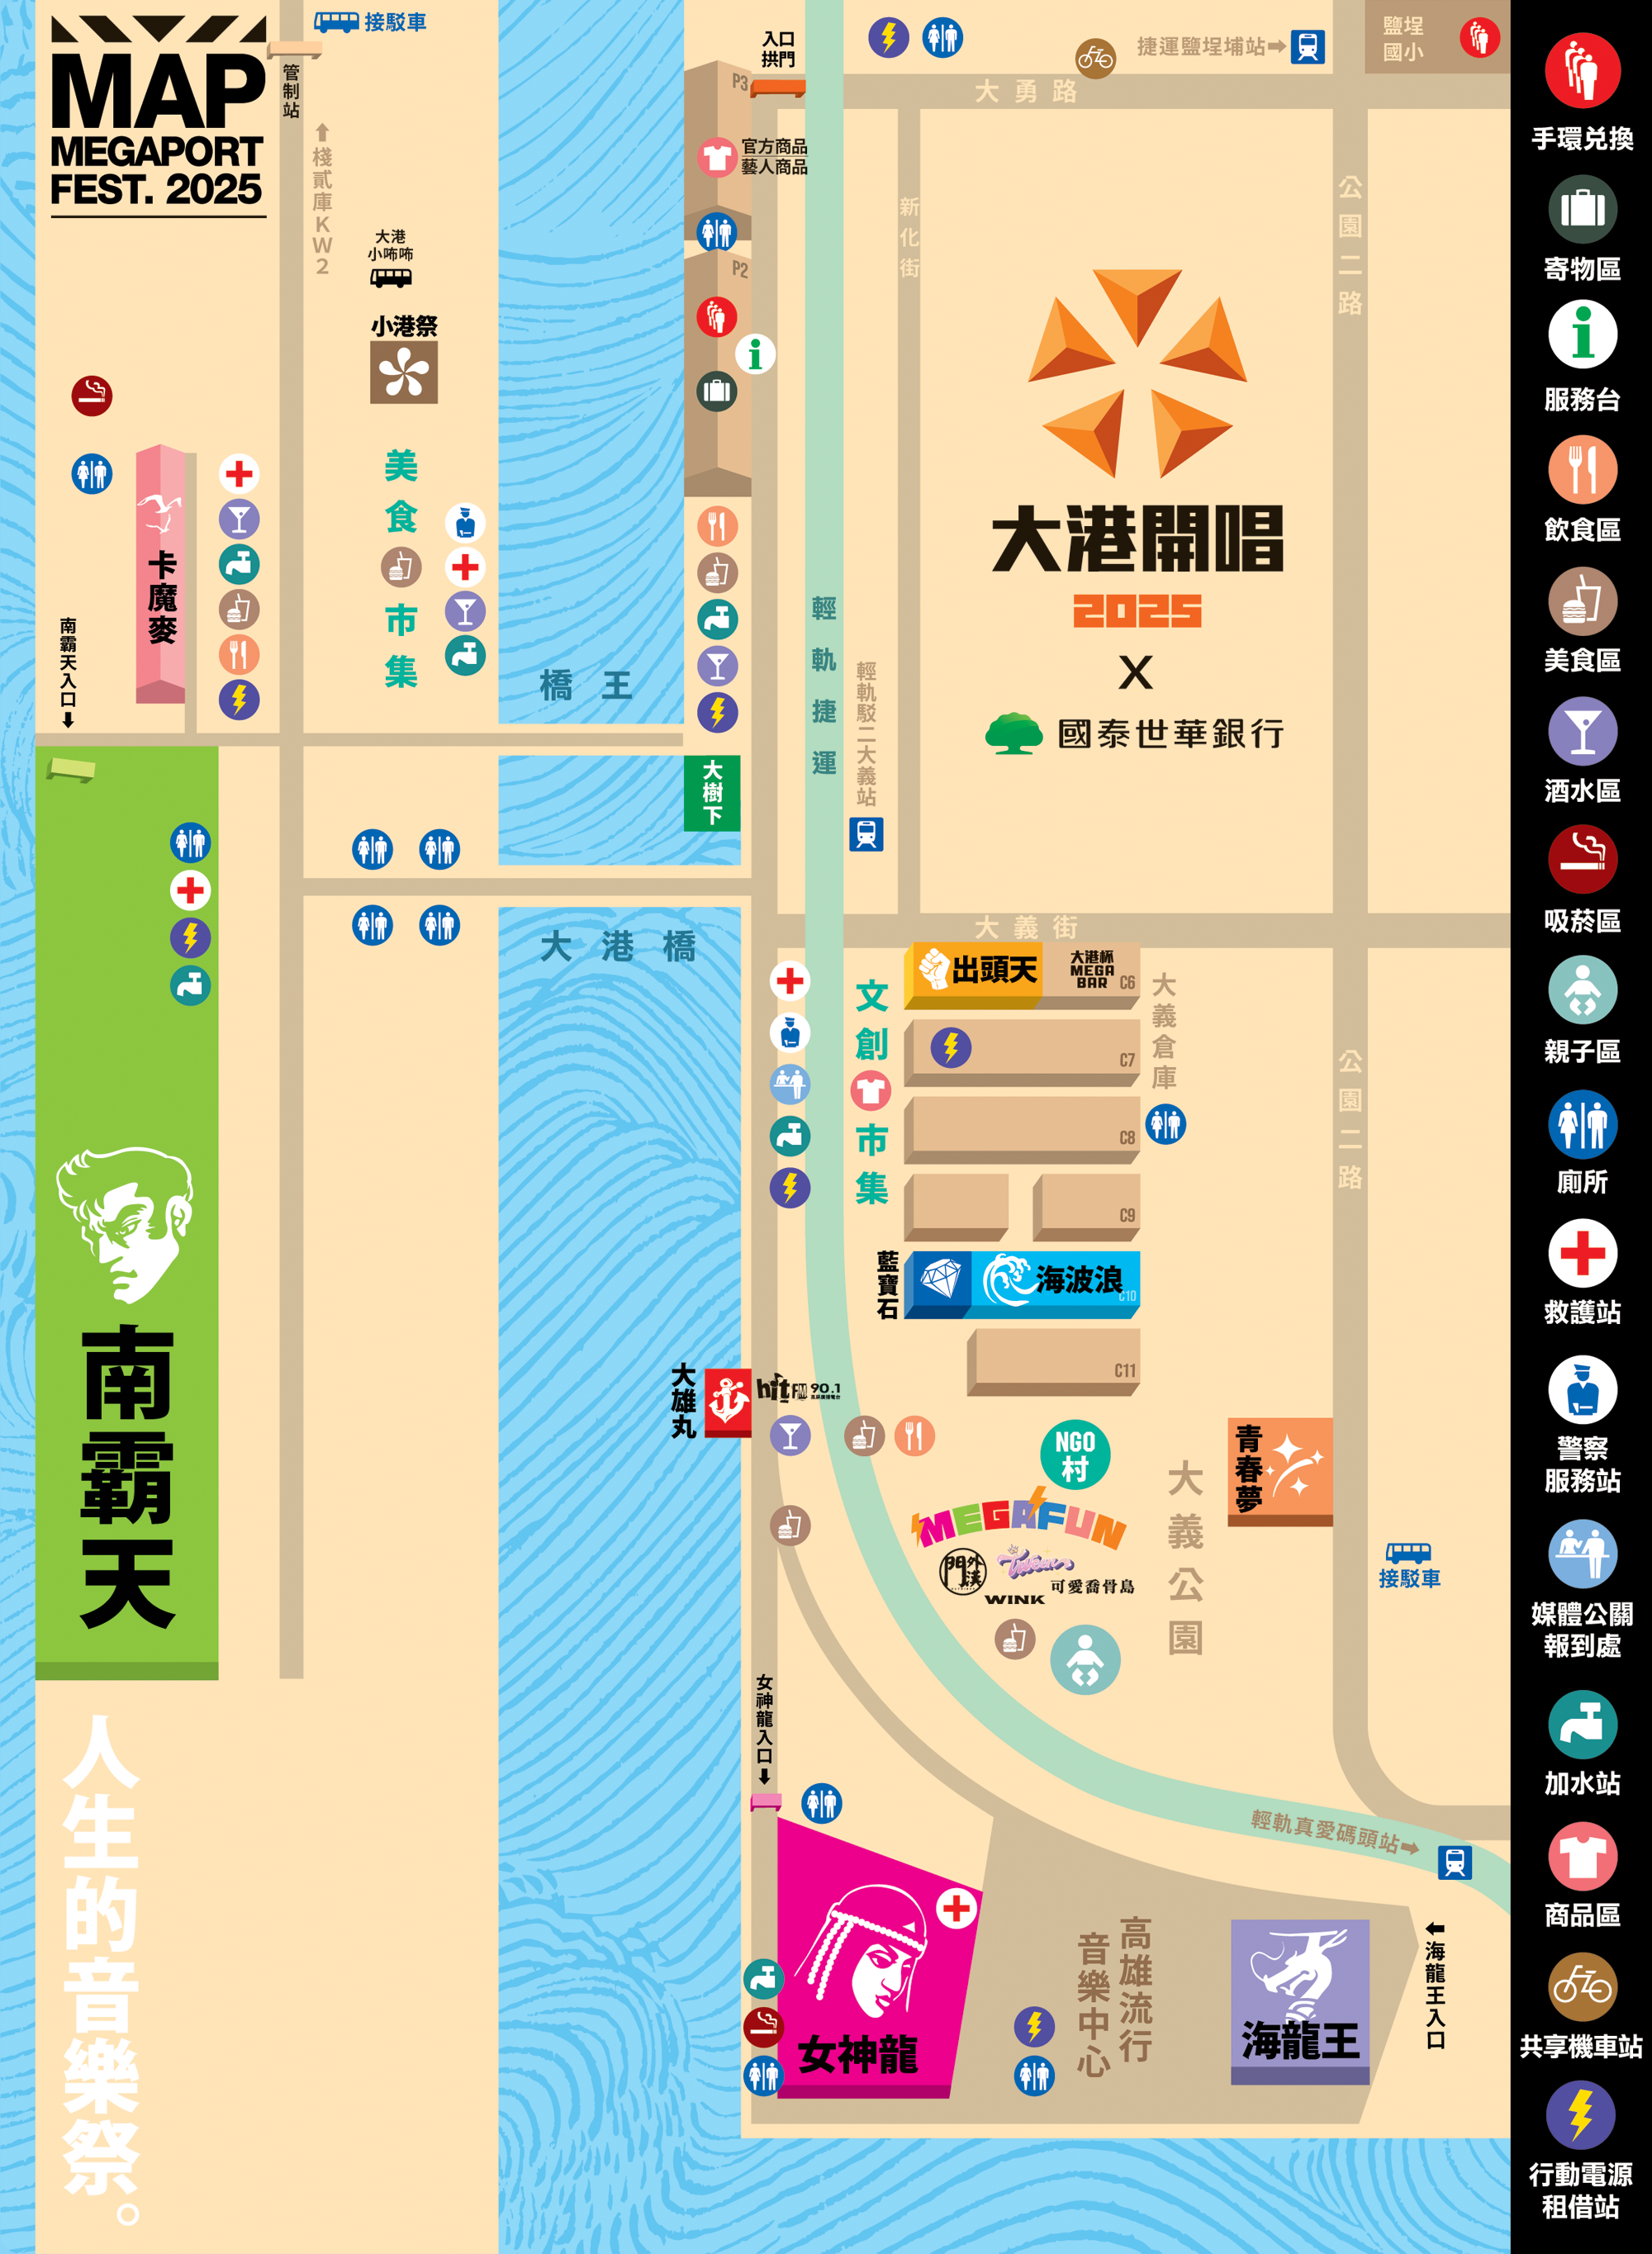 MAP
MEGAPORT
FEST. 2025
接駁車
管制站
棧貳庫KW2
大港
小咘咘
小港祭
美食市集
卡魔麥
南霸天入口
南霸天
人生的音樂祭。
橋王
大港橋
入口
拱門
P3
官方商品
藝人商品
P2
大樹下
輕軌捷運
輕軌駁二大義站
捷運鹽埕埔站
鹽埕
國小
大勇路
新化街
公園二路
大港開唱
2025
X
國泰世華銀行
大義街
文創市集
出頭天
大港杯
MEGA
BAR
C6
C7
C8
C9
大義倉庫
公園二路
藍寶石
海波浪
C10
C11
大雄丸
hit FM 90.1
NGO
村
MEGAFUN
門外漢
WINK
可愛喬骨島
大義公園
青春夢
接駁車
女神龍入口
女神龍
輕軌真愛碼頭站
高雄流行
音樂中心
海龍王
海龍王入口
手環兌換
寄物區
服務台
飲食區
美食區
酒水區
吸菸區
親子區
廁所
救護站
警察
服務站
媒體公關
報到處
加水站
商品區
共享機車站
行動電源
租借站